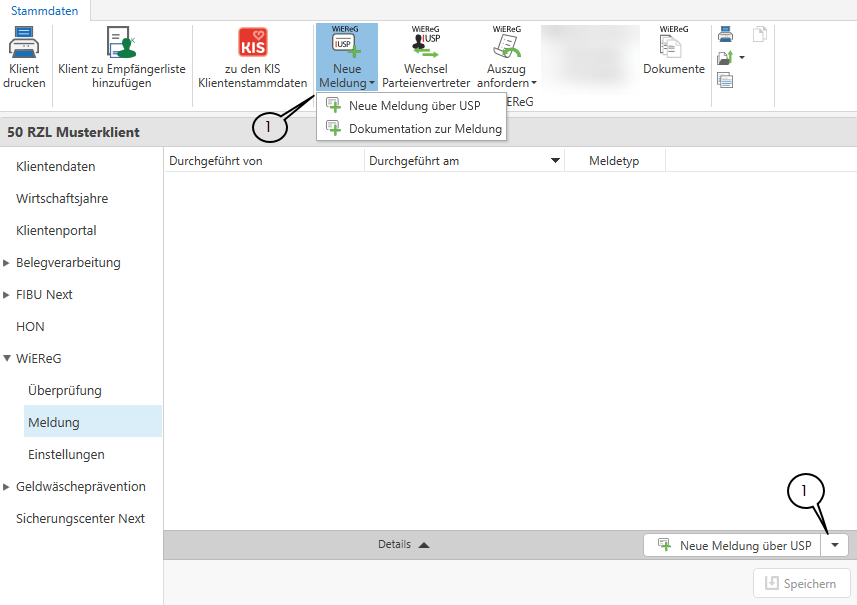 Stammdaten
WiEReG WiEReG WiEReG WiEReG
IUSP IUSP
KIS
Klient Klient zu Empfängerliste zu den KIS Neue Wechsel Auszug Dokumente
drucken hinzufügen Klientenstammdaten Meldung Parteienvertreter anfordern
EReG
Neue Meldung über USP
Dokumentation zur Meldung
1
50 RZL Musterklient
Klientendaten
Wirtschaftsjahre
Klientenportal
Belegverarbeitung
FIBU Next
HON
WiEReG
Überprüfung
Meldung
Einstellungen
Geldwäscheprävention
Sicherungscenter Next
Durchgeführt von Durchgeführt am Meldetyp
1
Details Neue Meldung über USP
Speichern